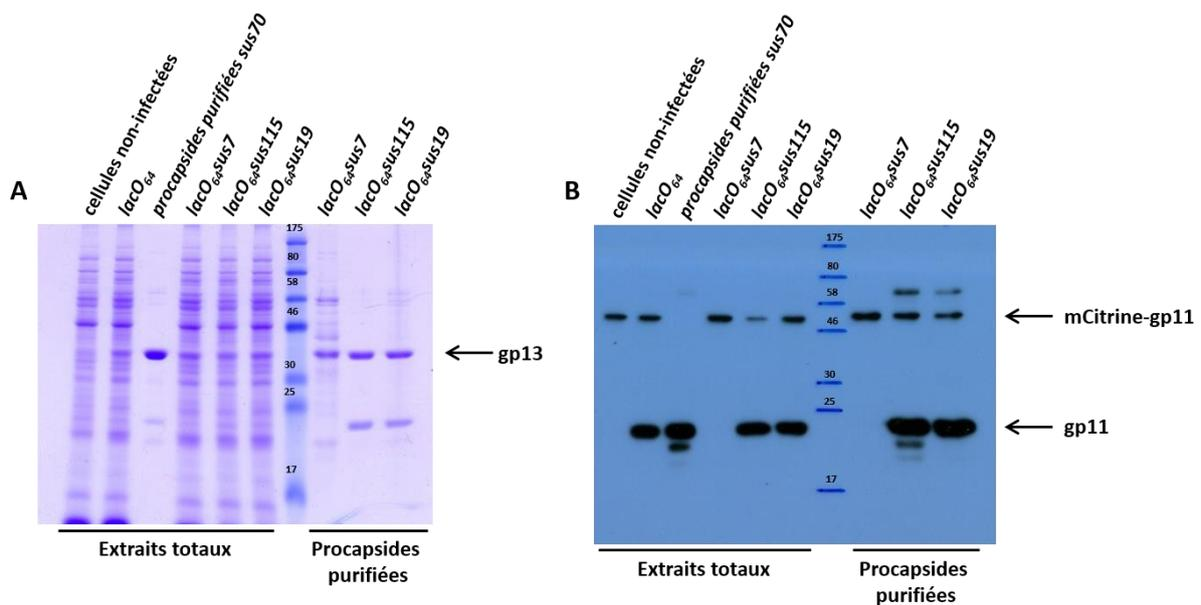 A
cellules non-infectées
lacO64
procapsides purifiées sus70
lacO64sus7
lacO64sus115
lacO64sus19
lacO64sus7
lacO64sus115
lacO64sus19
175
80
58
46
30
25
17
gp13
Extraits totaux
Procapsides
purifiées
B
cellules non-infectées
lacO64
procapsides purifiées sus70
lacO64sus7
lacO64sus115
lacO64sus19
lacO64sus7
lacO64sus115
lacO64sus19
175
80
58
46
30
25
17
mCitrine-gp11
gp11
Extraits totaux
Procapsides
purifiées